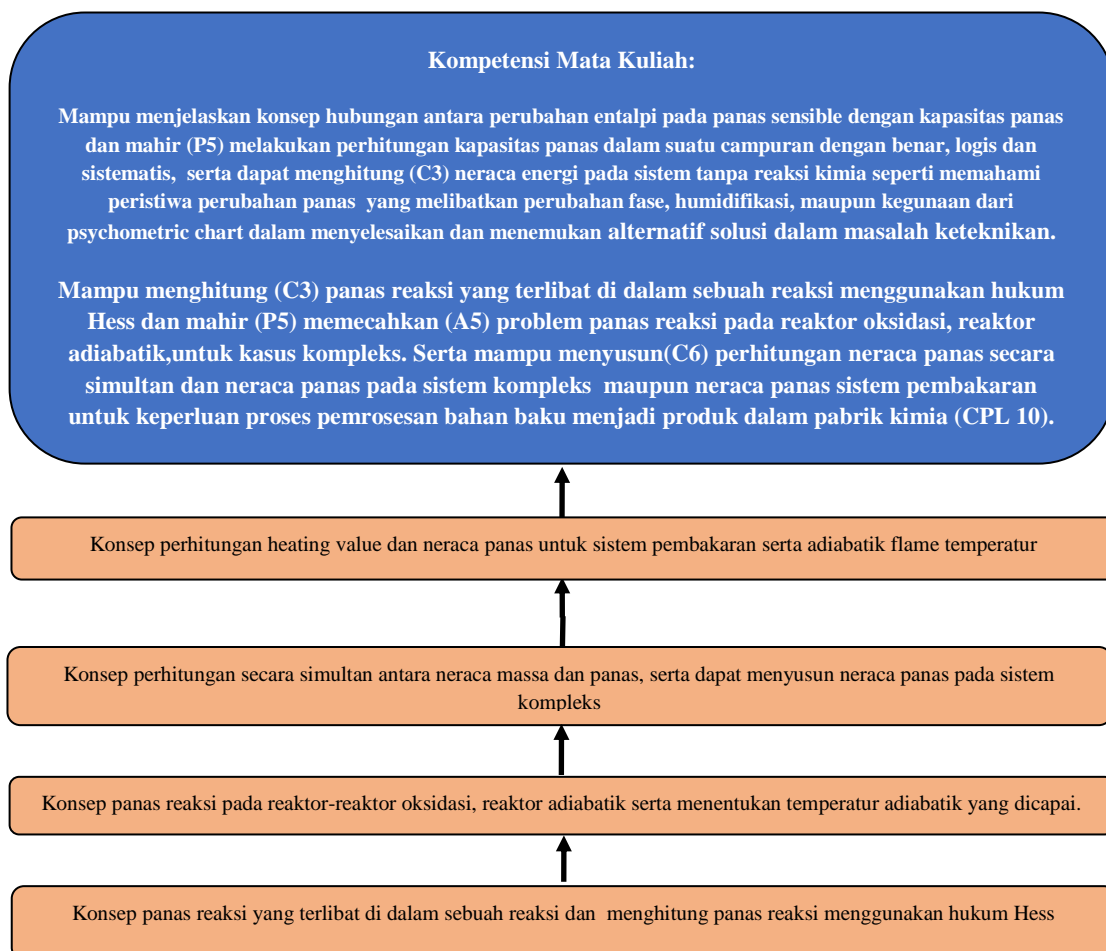 Kompetensi Mata Kuliah:
Mampu menjelaskan konsep hubungan antara perubahan entalpi pada panas sensible dengan kapasitas panas
dan mahir (P5) melakukan perhitungan kapasitas panas dalam suatu campuran dengan benar, logis dan
sistematis, serta dapat menghitung (C3) neraca energi pada sistem tanpa reaksi kimia seperti memahami
peristiwa perubahan panas yang melibatkan perubahan fase, humidifikasi, maupun kegunaan dari
psychometric chart dalam menyelesaikan dan menemukan alternatif solusi dalam masalah keteknikan.
Mampu menghitung (C3) panas reaksi yang terlibat di dalam sebuah reaksi menggunakan hukum
Hess dan mahir (P5) memecahkan (A5) problem panas reaksi pada reaktor oksidasi, reaktor
adiabatik,untuk kasus kompleks. Serta mampu menyusun(C6) perhitungan neraca panas secara
simultan dan neraca panas pada sistem kompleks maupun neraca panas sistem pembakaran
untuk keperluan proses pemrosesan bahan baku menjadi produk dalam pabrik kimia (CPL 10).
Konsep perhitungan heating value dan neraca panas untuk sistem pembakaran serta adiabatik flame temperatur
Konsep perhitungan secara simultan antara neraca massa dan panas, serta dapat menyusun neraca panas pada sistem
kompleks
Konsep panas reaksi pada reaktor-reaktor oksidasi, reaktor adiabatik serta menentukan temperatur adiabatik yang dicapai.
Konsep panas reaksi yang terlibat di dalam sebuah reaksi dan menghitung panas reaksi menggunakan hukum Hess